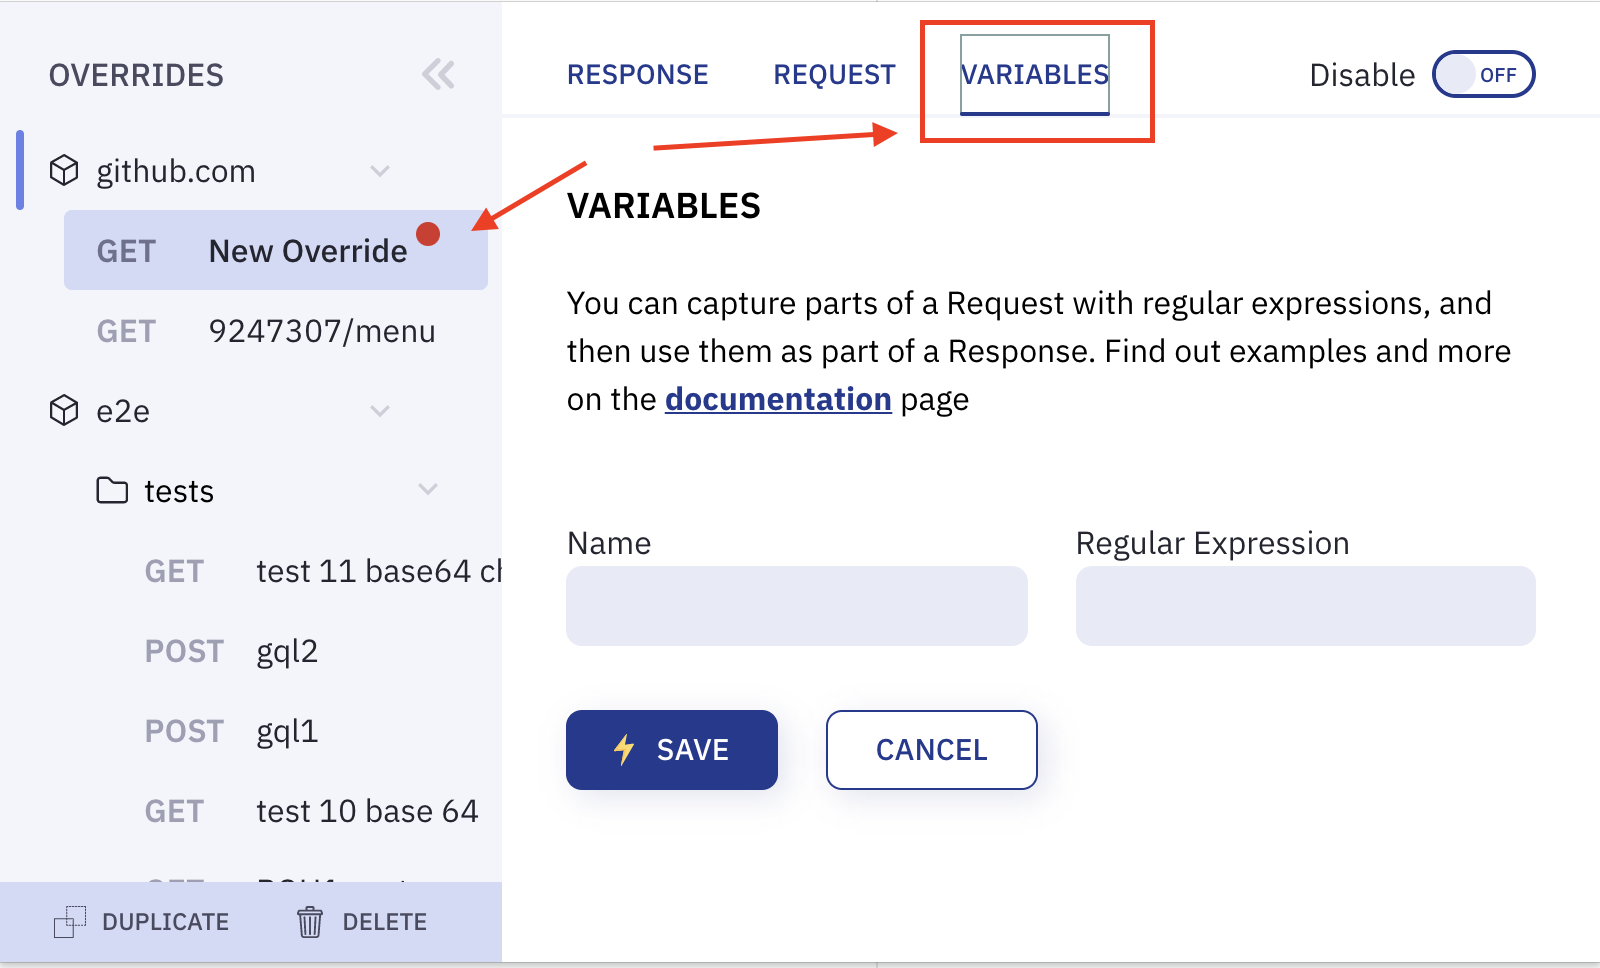 OVERRIDES
github.com
GET New Override
GET 9247307/menu
e2e
tests
GET test 11 base64
POST gql2
POST gql1
GET test 10 base 64
DUPLICATE DELETE
RESPONSE REQUEST VARIABLES Disable OFF
VARIABLES
You can capture parts of a Request with regular expressions, and
then use them as part of a Response. Find out examples and more
on the documentation page
Name Regular Expression
SAVE CANCEL